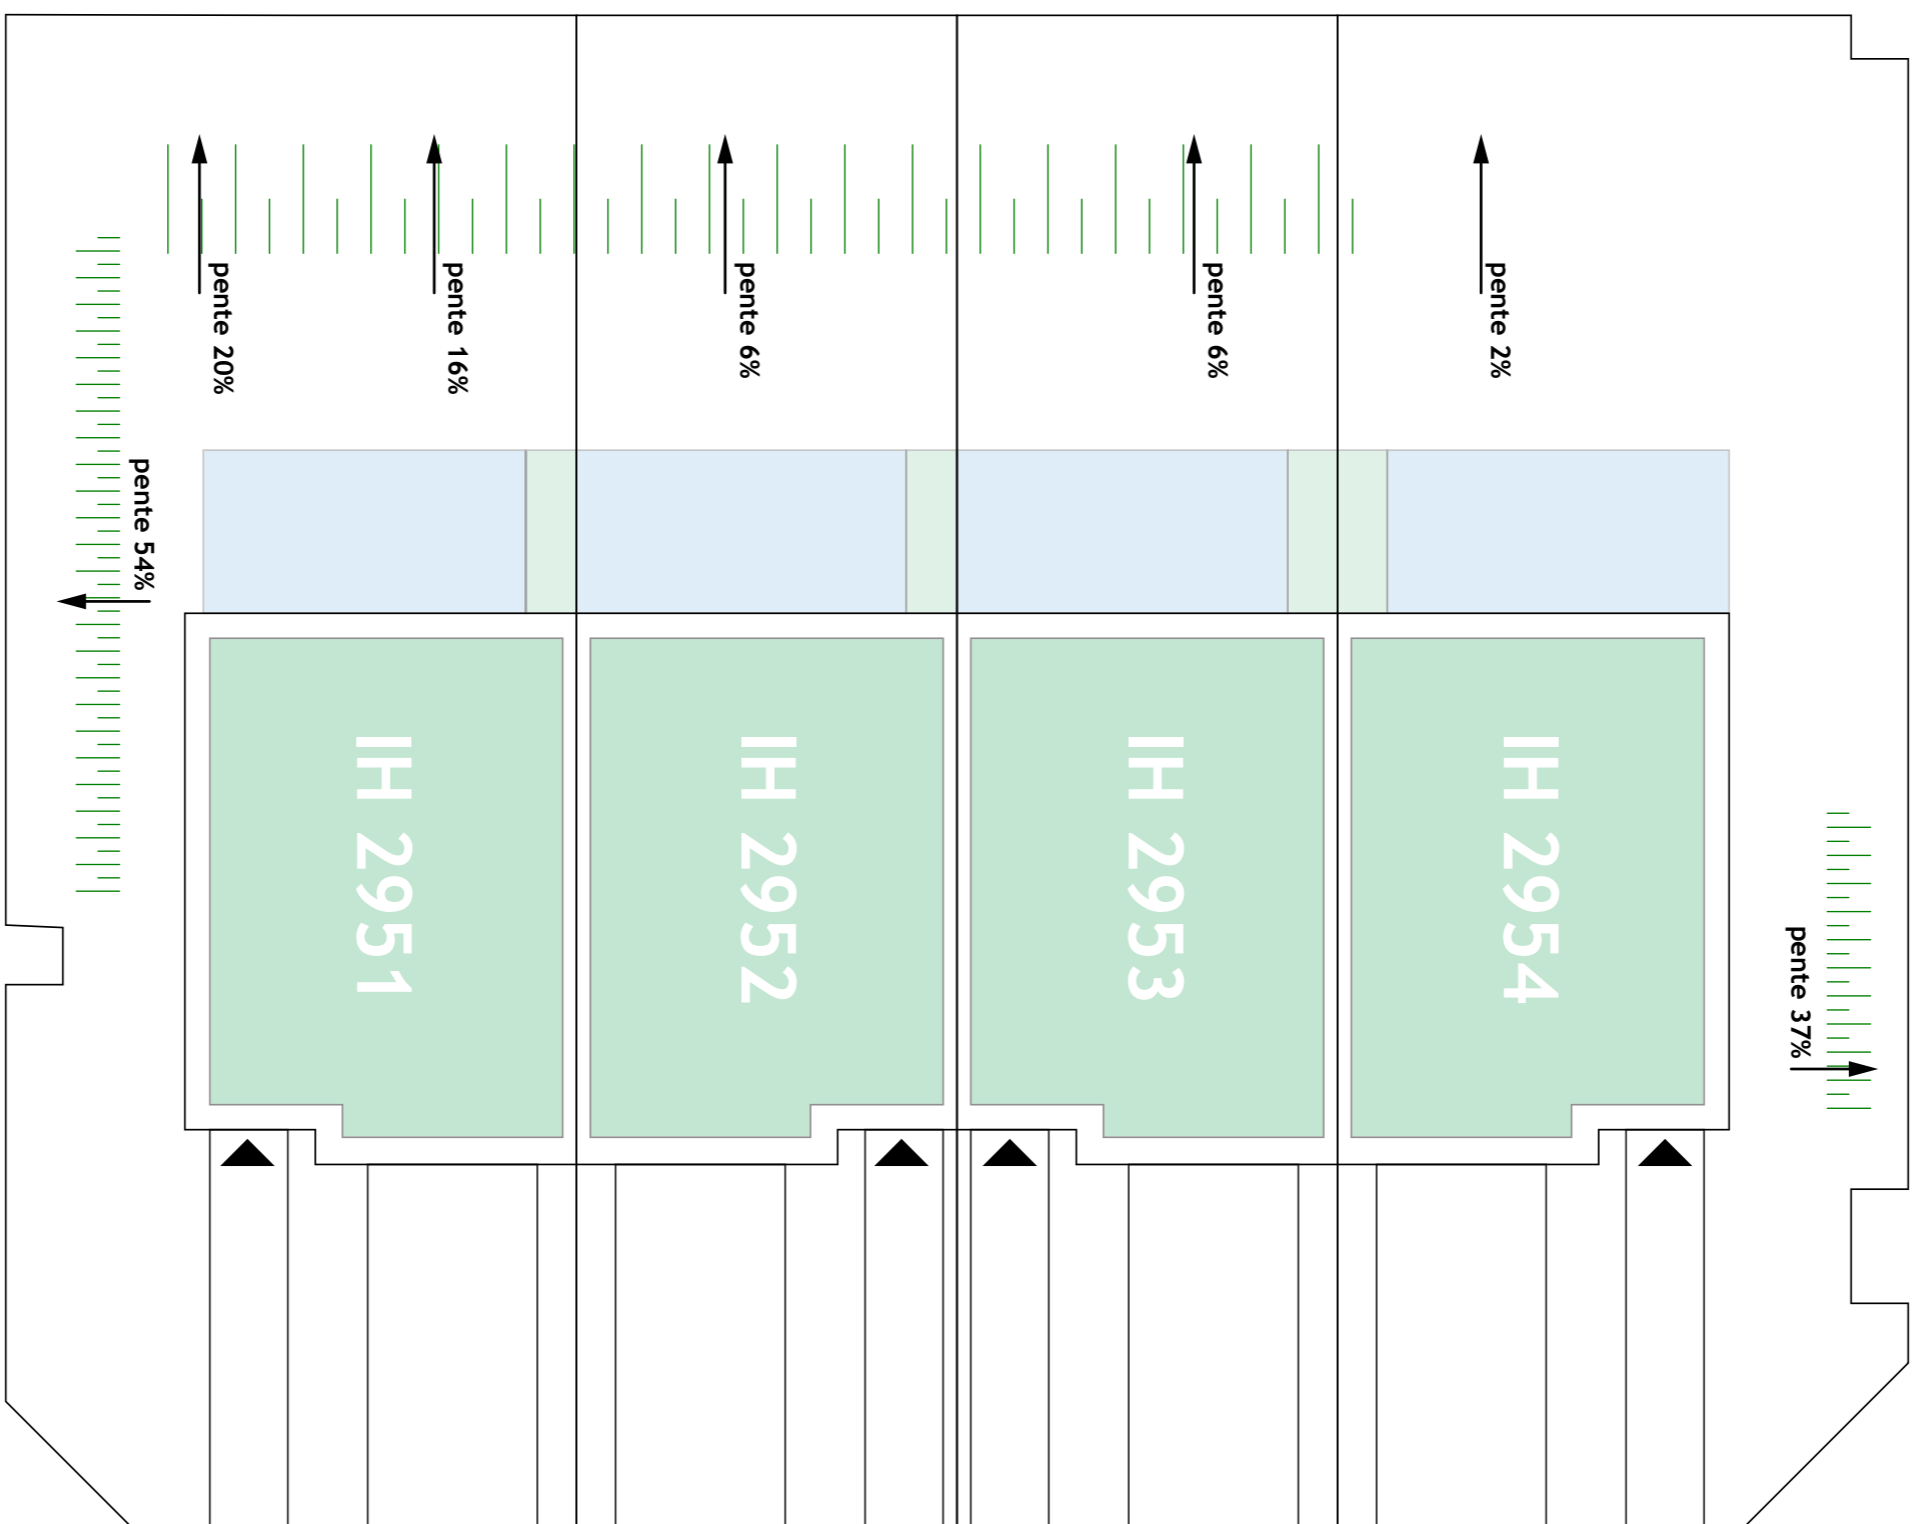 pente 20%
pente 16%
pente 6%
pente 6%
pente 2%
pente 54%
IH 2951
IH 2952
IH 2953
IH 2954
pente 37%